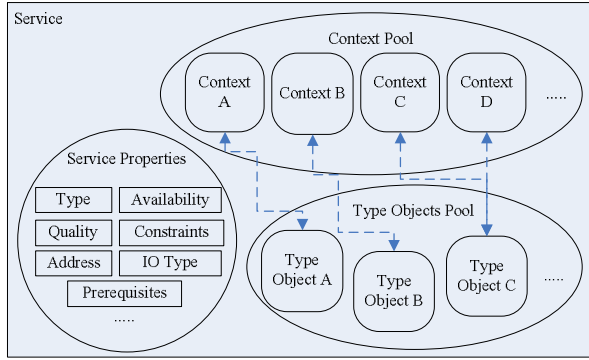 Service
Context Pool
Context
A
Context B
Context
C
Context
D
.....
Service Properties
Type
Availability
Quality
Constraints
Address
IO Type
Prerequisites
.....
Type Objects Pool
Type
Object A
Type
Object B
Type
Object C
.....